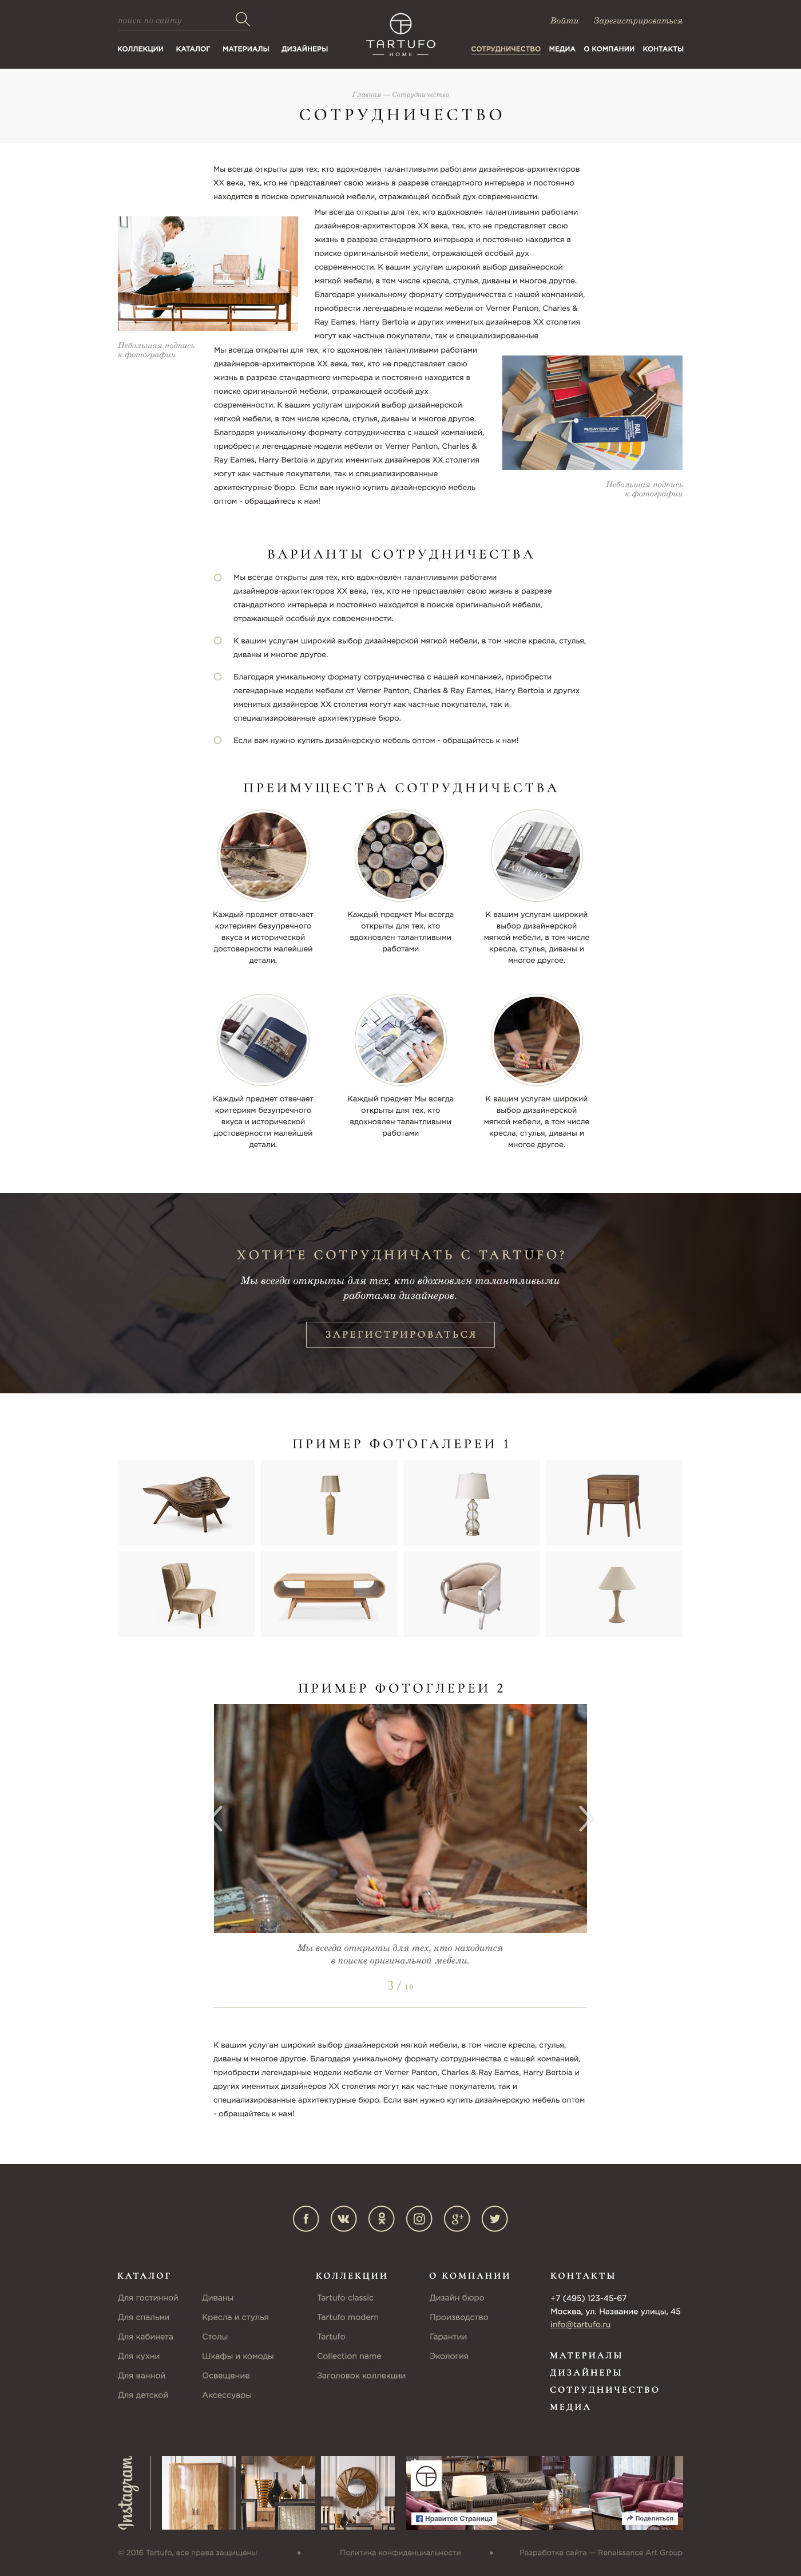 поиск по сайту
Войти Зарегистрироваться
TARTUFO
HOME
КОЛЛЕКЦИИ КАТАЛОГ МАТЕРИАЛЫ ДИЗАЙНЕРЫ
СОТРУДНИЧЕСТВО МЕДИА О КОМПАНИИ КОНТАКТЫ
Главная — Сотрудничество
СОТРУДНИЧЕСТВО
Мы всегда открыты для тех, кто вдохновлен талантливыми работами дизайнеров-архитекторов
XX века, тех, кто не представляет свою жизнь в разрезе стандартного интерьера и постоянно
находится в поиске оригинальной мебели, отражающей особый дух современности.
Мы всегда открыты для тех, кто вдохновлен талантливыми работами
дизайнеров-архитекторов XX века, тех, кто не представляет свою
жизнь в разрезе стандартного интерьера и постоянно находится в
поиске оригинальной мебели, отражающей особый дух
современности. К вашим услугам широкий выбор дизайнерской
мягкой мебели, в том числе кресла, стулья, диваны и многое другое.
Благодаря уникальному формату сотрудничества с нашей компанией,
приобрести легендарные модели мебели от Verner Panton, Charles &
Ray Eames, Harry Bertoia и других именитых дизайнеров XX столетия
могут как частные покупатели, так и специализированные
Небольшая подпись
к фотографии
Мы всегда открыты для тех, кто вдохновлен талантливыми работами
дизайнеров-архитекторов XX века, тех, кто не представляет свою
жизнь в разрезе стандартного интерьера и постоянно находится в
поиске оригинальной мебели, отражающей особый дух
современности. К вашим услугам широкий выбор дизайнерской
мягкой мебели, в том числе кресла, стулья, диваны и многое другое.
Благодаря уникальному формату сотрудничества с нашей компанией,
приобрести легендарные модели мебели от Verner Panton, Charles &
Ray Eames, Harry Bertoia и других именитых дизайнеров XX столетия
могут как частные покупатели, так и специализированные
архитектурные бюро. Если вам нужно купить дизайнерскую мебель
оптом - обращайтесь к нам!
SAYERLACK
RAL
Небольшая подпись
к фотографии
ВАРИАНТЫ СОТРУДНИЧЕСТВА
Мы всегда открыты для тех, кто вдохновлен талантливыми работами
дизайнеров-архитекторов XX века, тех, кто не представляет свою жизнь в разрезе
стандартного интерьера и постоянно находится в поиске оригинальной мебели,
отражающей особый дух современности.
К вашим услугам широкий выбор дизайнерской мягкой мебели, в том числе кресла, стулья,
диваны и многое другое.
Благодаря уникальному формату сотрудничества с нашей компанией, приобрести
легендарные модели мебели от Verner Panton, Charles & Ray Eames, Harry Bertoia и других
именитых дизайнеров XX столетия могут как частные покупатели, так и
специализированные архитектурные бюро.
Если вам нужно купить дизайнерскую мебель оптом - обращайтесь к нам!
ПРЕИМУЩЕСТВА СОТРУДНИЧЕСТВА
TARTUFO
Каждый предмет отвечает
критериям безупречного
вкуса и исторической
достоверности малейшей
детали.
Каждый предмет Мы всегда
открыты для тех, кто
вдохновлен талантливыми
работами
К вашим услугам широкий
выбор дизайнерской
мягкой мебели, в том числе
кресла, стулья, диваны и
многое другое.
Каждый предмет отвечает
критериям безупречного
вкуса и исторической
достоверности малейшей
детали.
Каждый предмет Мы всегда
открыты для тех, кто
вдохновлен талантливыми
работами
К вашим услугам широкий
выбор дизайнерской
мягкой мебели, в том числе
кресла, стулья, диваны и
многое другое.
ХОТИТЕ СОТРУДНИЧАТЬ С TARTUFO?
Мы всегда открыты для тех, кто вдохновлен талантливыми
работами дизайнеров.
ЗАРЕГИСТРИРОВАТЬСЯ
ПРИМЕР ФОТОГАЛЕРЕИ 1
ПРИМЕР ФОТОГЛЕРЕИ 2
Мы всегда открыты для тех, кто находится
в поиске оригинальной мебели.
3 / 10
К вашим услугам широкий выбор дизайнерской мягкой мебели, в том числе кресла, стулья,
диваны и многое другое. Благодаря уникальному формату сотрудничества с нашей компанией,
приобрести легендарные модели мебели от Verner Panton, Charles & Ray Eames, Harry Bertoia и
других именитых дизайнеров XX столетия могут как частные покупатели, так и
специализированные архитектурные бюро. Если вам нужно купить дизайнерскую мебель оптом
- обращайтесь к нам!
КАТАЛОГ
Для гостинной
Для спальни
Для кабинета
Для кухни
Для ванной
Для детской
Диваны
Кресла и стулья
Столы
Шкафы и комоды
Освещение
Аксессуары
КОЛЛЕКЦИИ
Tartufo classic
Tartufo modern
Tartufo
Collection name
Заголовок коллекции
О КОМПАНИИ
Дизайн бюро
Производство
Гарантии
Экология
КОНТАКТЫ
+7 (495) 123-45-67
Москва, ул. Название улицы, 45
info@tartufo.ru
МАТЕРИАЛЫ
ДИЗАЙНЕРЫ
СОТРУДНИЧЕСТВО
МЕДИА
Instagram
Нравится Страница
Поделиться
© 2016 Tartufo, все права защищены
Политика конфиденциальности
Разработка сайта — Renaissance Art Group